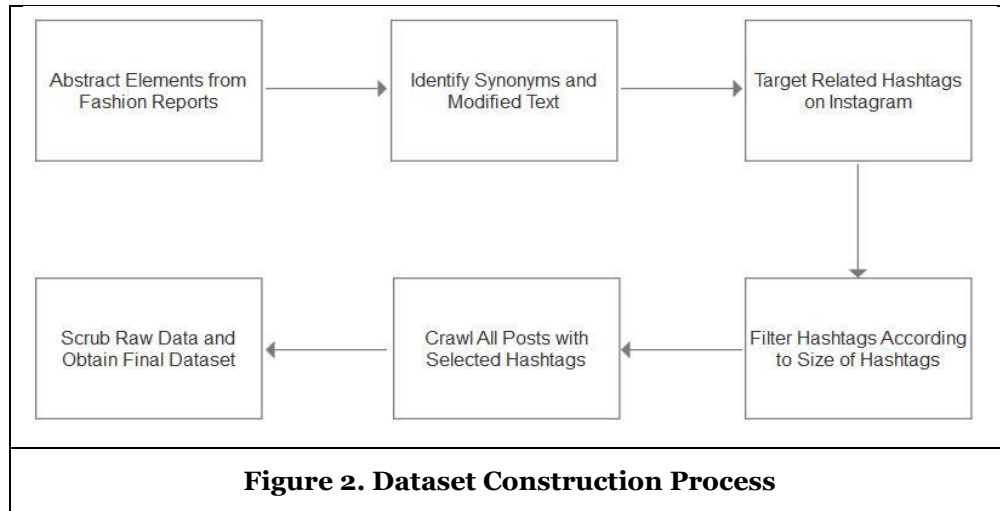 Abstract Elements from
Fashion Reports
Identify Synonyms and
Modified Text
Target Related Hashtags
on Instagram
Filter Hashtags According
to Size of Hashtags
Crawl All Posts with
Selected Hashtags
Scrub Raw Data and
Obtain Final Dataset
Figure 2. Dataset Construction Process